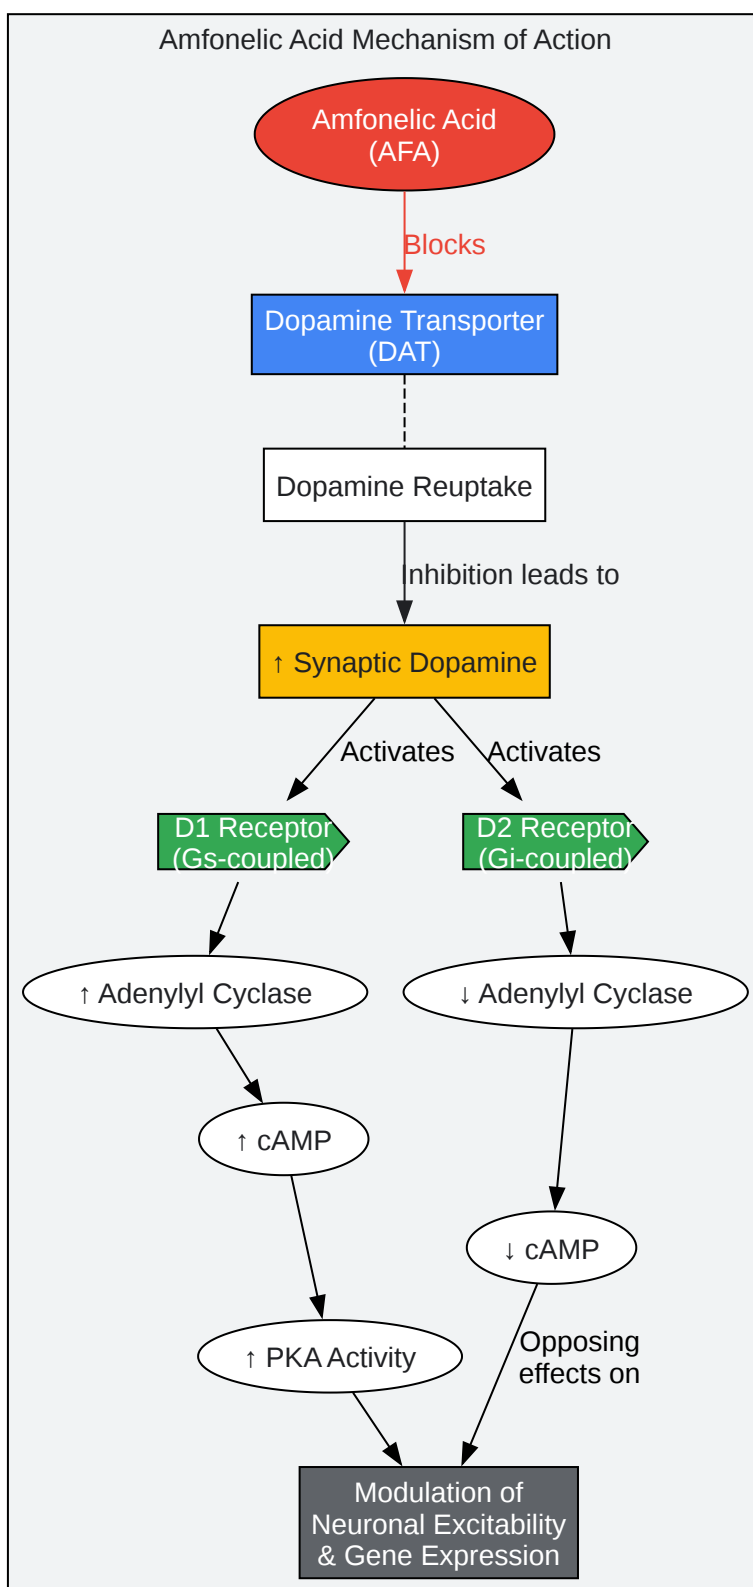 Amfonelic Acid Mechanism of Action
Amfonelic Acid
(AFA)
Blocks
Dopamine Transporter
(DAT)
Dopamine Reuptake
Inhibition leads to
↑ Synaptic Dopamine
Activates
Activates
D1 Receptor
(Gs-coupled)
D2 Receptor
(Gi-coupled)
↑ Adenylyl Cyclase
↓ Adenylyl Cyclase
↑ cAMP
↓ cAMP
↑ PKA Activity
Opposing
effects on
Modulation of
Neuronal Excitability
& Gene Expression